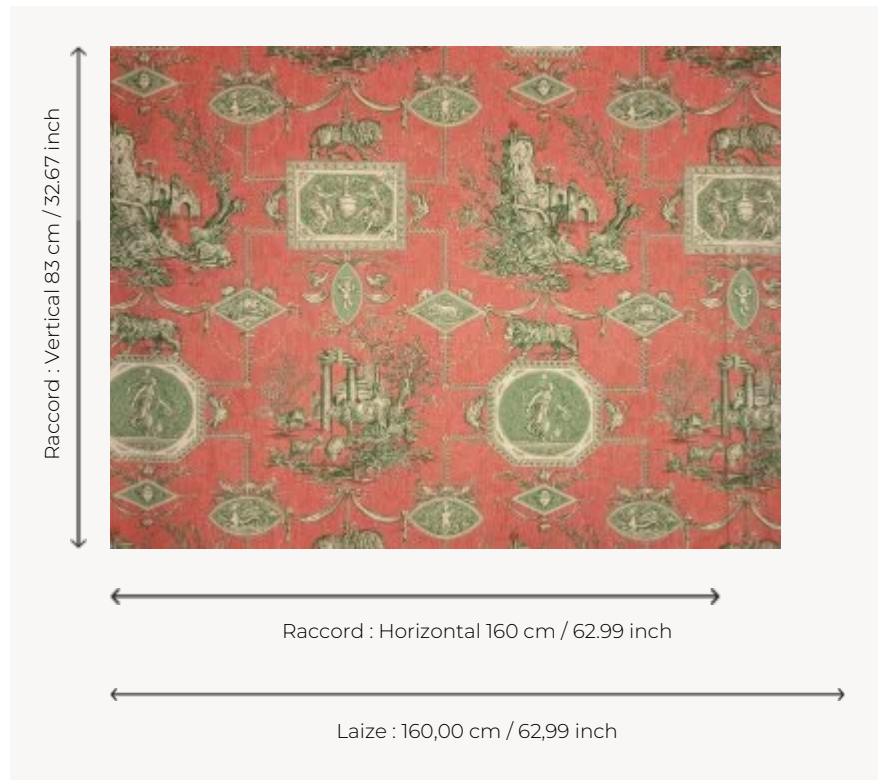 Raccord : Vertical 83 cm / 32.67 inch
Raccord : Horizontal 160 cm / 62.99 inch
Laize : 160,00 cm / 62,99 inch